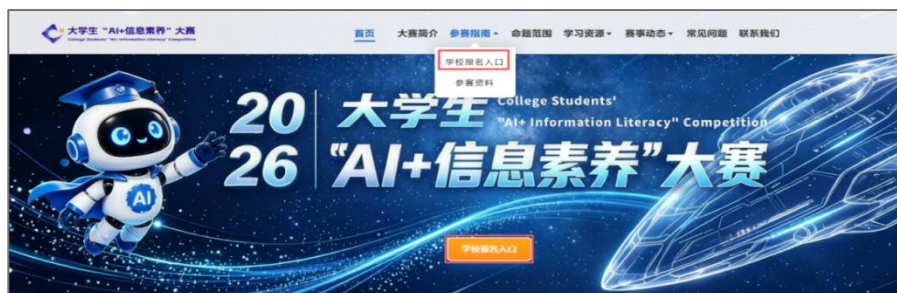 大学生 “AI+信息素养” 大赛
College Students' "AI+ Information Literacy" Competition
首页 大赛简介 参赛指南 命题范围 学习资源 赛事动态 常见问题 联系我们
学校报名入口
参赛资料
2026
大学生
College Students'
"AI+ Information Literacy" Competition
“AI+信息素养”大赛
AI
学校报名入口